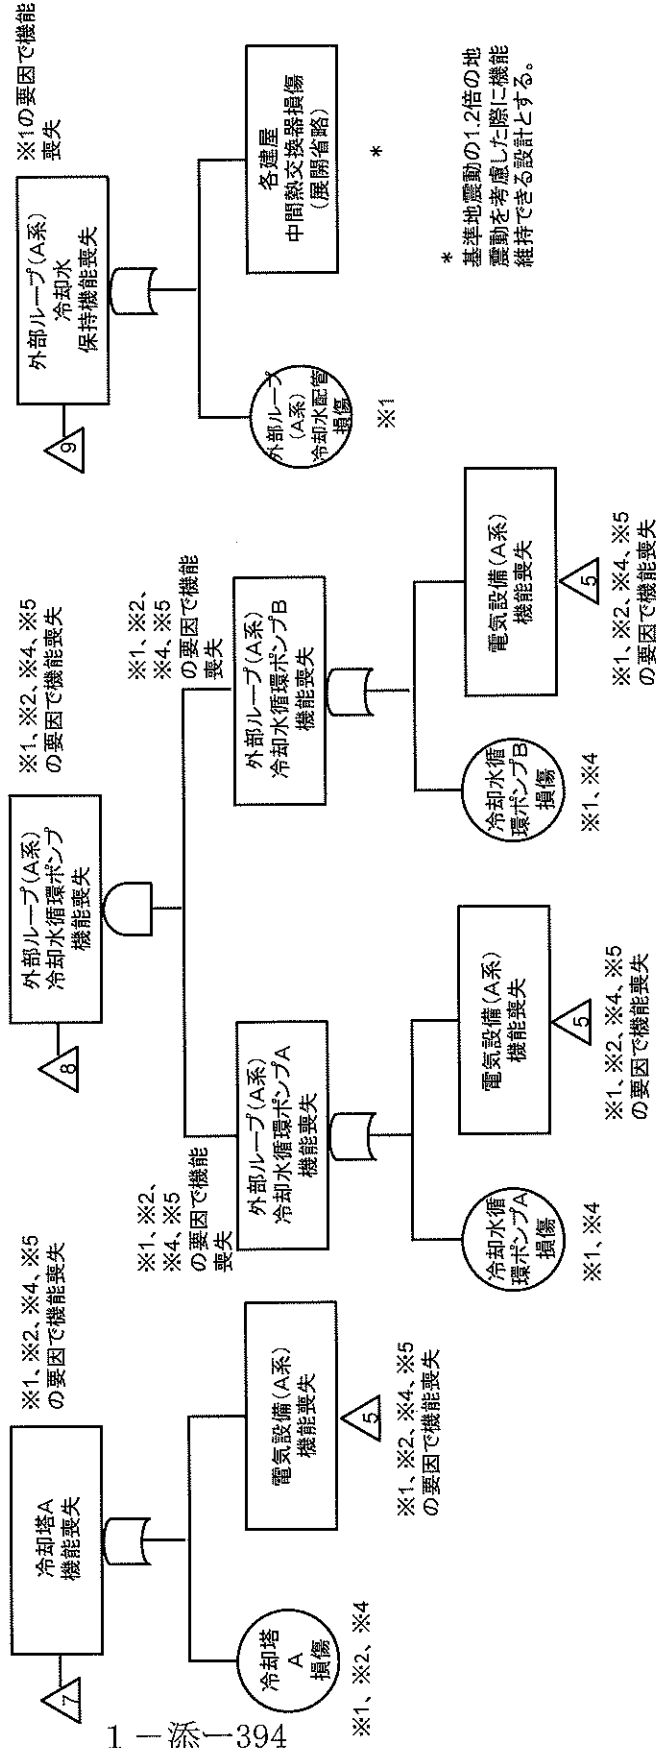 7
冷却塔A
機能喪失
※1、※2、※4、※5
の要因で機能喪失
冷却塔
A
損傷
※1、※2、※4
電気設備(A系)
機能喪失
5
※1、※2、※4、※5
の要因で機能喪失
8
外部ループ(A系)
冷却水循環ポンプ
機能喪失
※1、※2、※4、※5
の要因で機能喪失
※1、※2、
※4、※5
の要因で機能
喪失
外部ループ(A系)
冷却水循環ポンプA
機能喪失
冷却水循
環ポンプA
損傷
※1、※4
電気設備(A系)
機能喪失
5
※1、※2、※4、※5
の要因で機能喪失
※1、※2、
※4、※5
の要因で機能
喪失
外部ループ(A系)
冷却水循環ポンプB
機能喪失
冷却水循
環ポンプB
損傷
※1、※4
電気設備(A系)
機能喪失
5
※1、※2、※4、※5
の要因で機能喪失
9
外部ループ(A系)
冷却水
保持機能喪失
※1の要因で機能
喪失
外部ループ
(A系)
冷却水配管
損傷
※1
各建屋
中間熱交換器損傷
(展開省略)
*
*
基準地震動の1.2倍の地
震動を考慮した際に機能
維持できる設計とする。
1－添一394